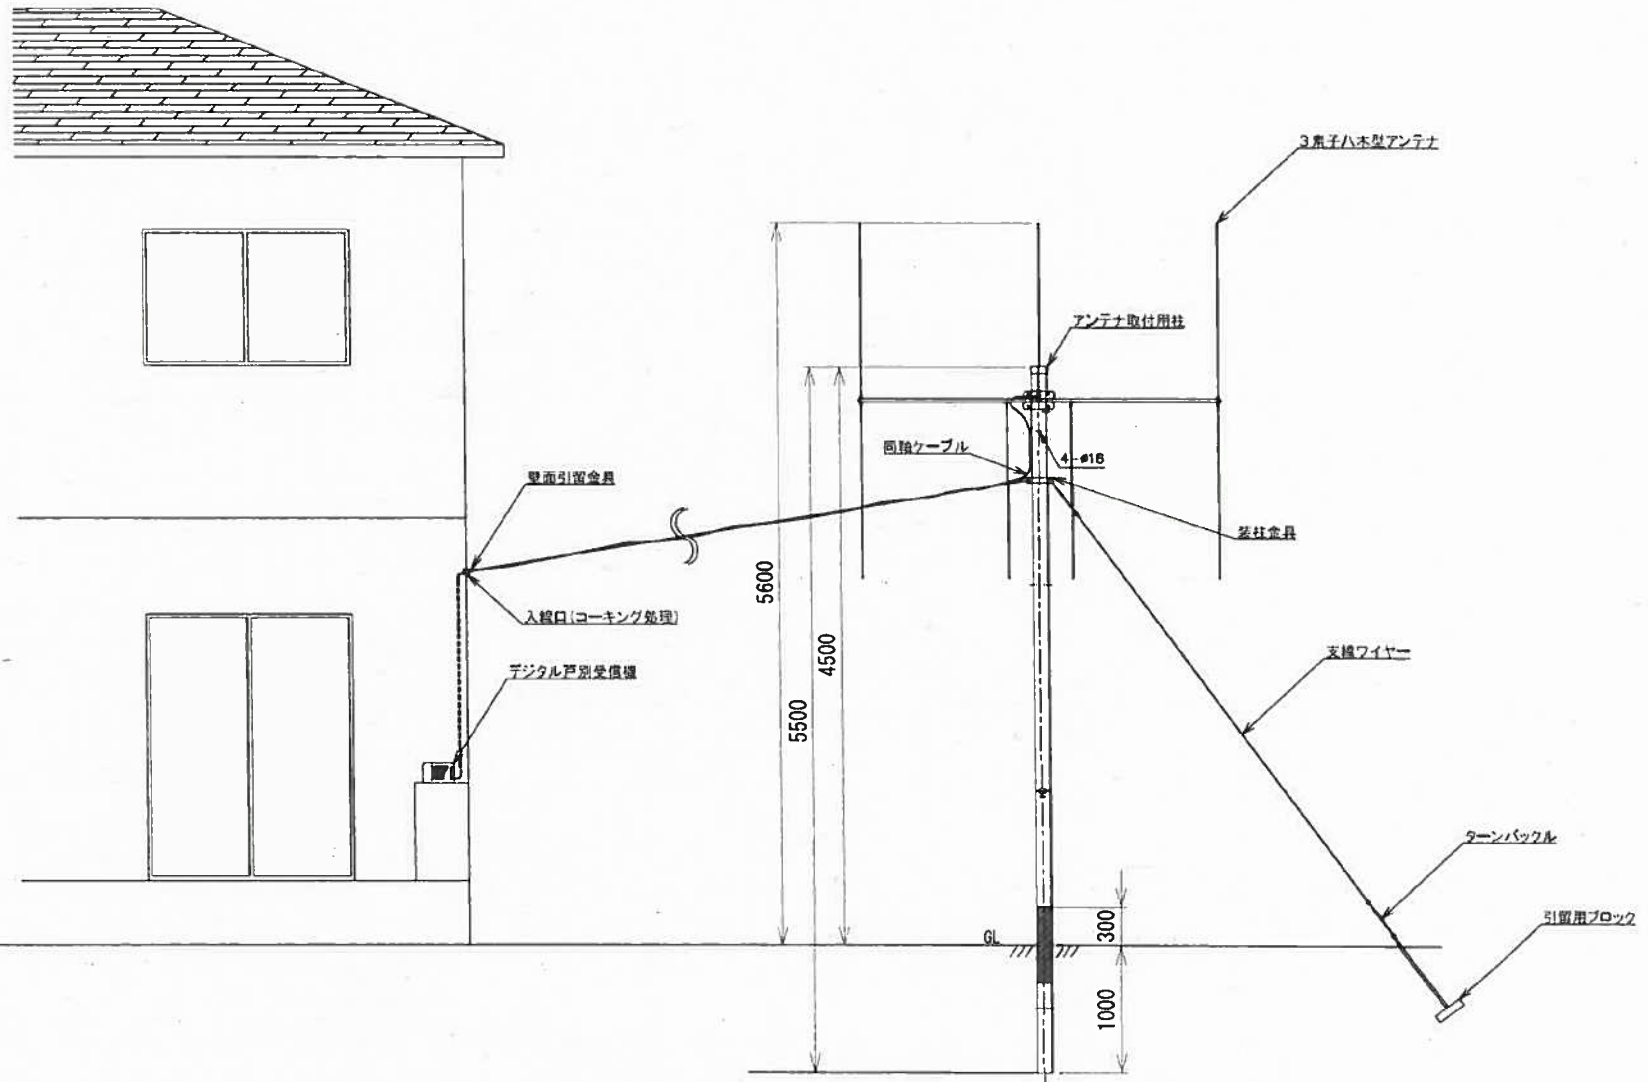 3素子八木型アンテナ
アンテナ取付用柱
同軸ケーブル
4-φ16
壁面引留金具
装柱金具
5600
入線口(コーキング処理)
4500
支線ワイヤー
デジタル戸別受信機
5500
ターンバックル
引留用ブロック
300
GL
1000